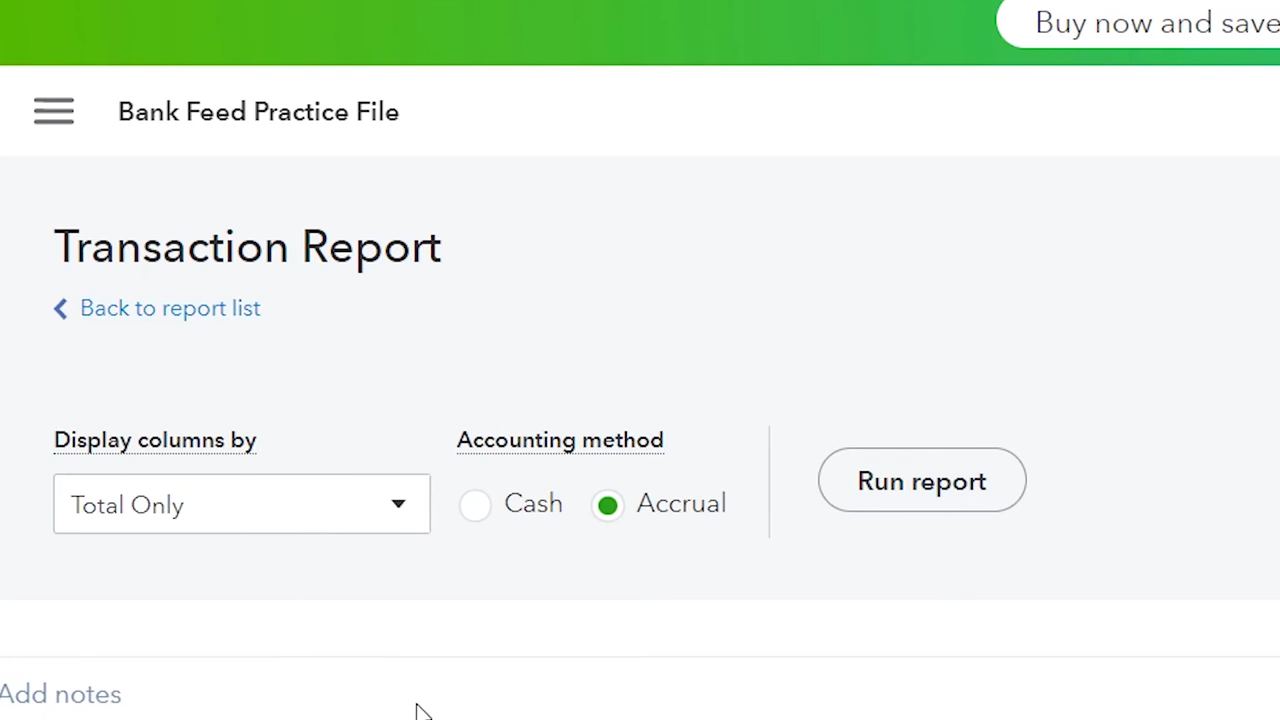 Buy now and save
Bank Feed Practice File
Transaction Report
Back to report list
Display columns by
Accounting method
Total Only
Cash
Accrual
Run report
Add notes